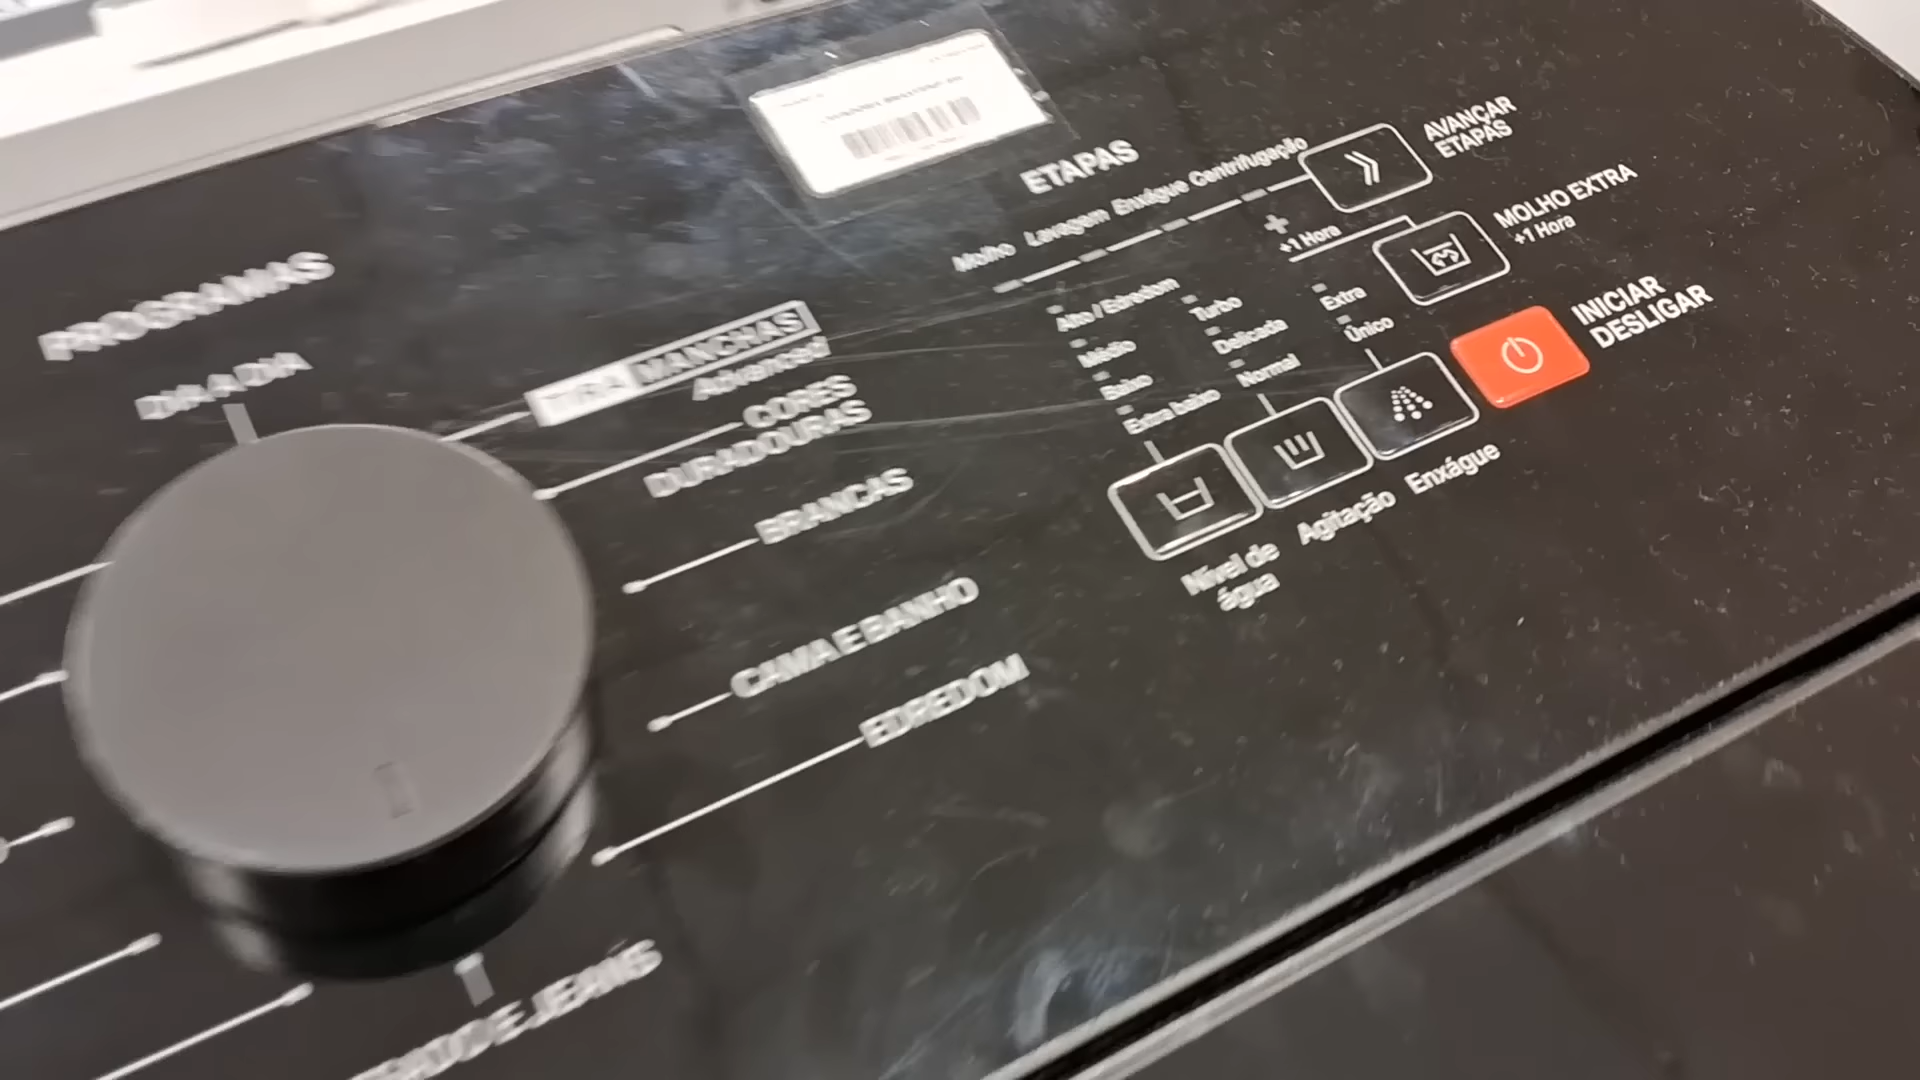 PROGRAMAS
DIA A DIA
TIRA MANCHAS
Advanced
CORES
DURADOURAS
BRANCAS
CAMA E BANHO
EDREDOM
JEANS
ETAPAS
Molho Lavagem Enxágue Centrifugação
+
+1 Hora
AVANÇAR
ETAPAS
MOLHO EXTRA
+1 Hora
Alto / Edredom
Médio
Baixo
Extra baixo
Turbo
Delicada
Normal
Extra
Único
INICIAR
DESLIGAR
Nível de
água
Agitação
Enxágue